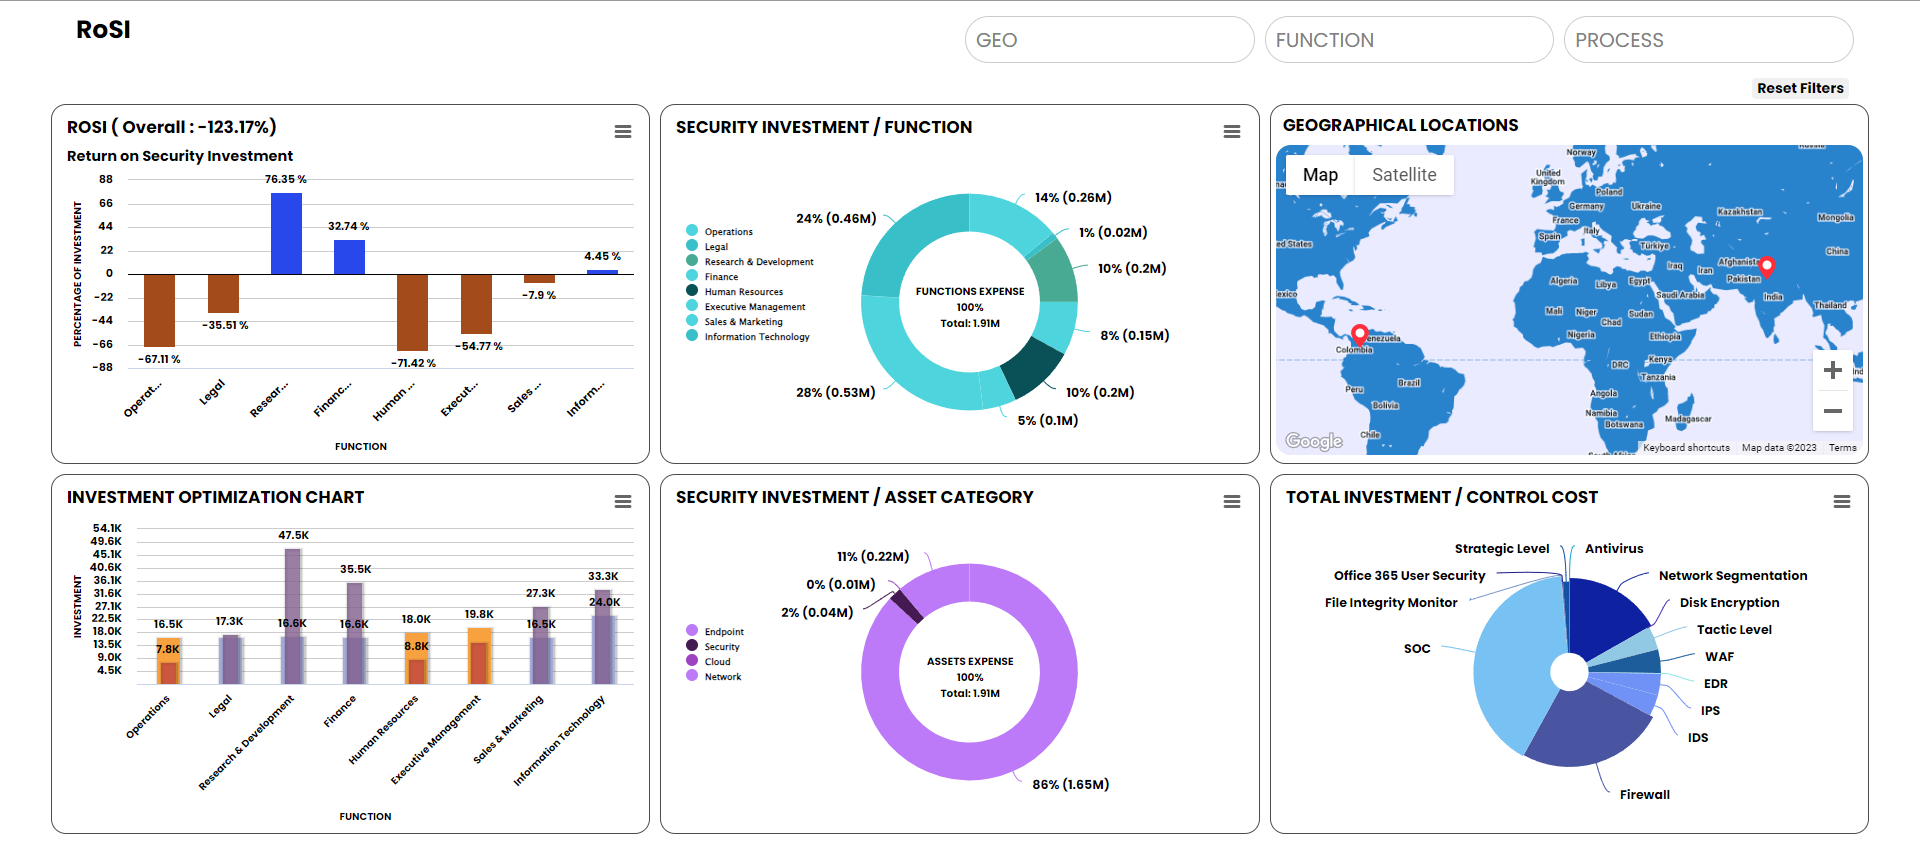 RoSI
GEO
FUNCTION
PROCESS
Reset Filters
ROSI ( Overall : -123.17%)
Return on Security Investment
PERCENTAGE OF INVESTMENT
88
66
44
22
0
-22
-44
-66
-88
76.35 %
32.74 %
4.45 %
-7.9 %
-35.51 %
-54.77 %
-67.11 %
-71.42 %
Operat...
Legal
Resear...
Financ...
Human ...
Execut...
Sales ...
Inform...
FUNCTION
SECURITY INVESTMENT / FUNCTION
Operations
Legal
Research & Development
Finance
Human Resources
Executive Management
Sales & Marketing
Information Technology
24% (0.46M)
14% (0.26M)
1% (0.02M)
10% (0.2M)
8% (0.15M)
10% (0.2M)
5% (0.1M)
28% (0.53M)
FUNCTIONS EXPENSE
100%
Total: 1.91M
GEOGRAPHICAL LOCATIONS
Map
Satellite
Norway
United
Kingdom
Poland
Germany
Ukraine
France
Kazakhstan
Mongolia
Spain
Italy
Türkiye
ed States
China
Iraq
Iran
Afghanista
Pakistan
Algeria
Libya
Egypt
Saudi Arabia
India
Thailand
exico
Mali
Niger
Chad
Sudan
Nigeria
Ethiopia
enezuela
Colombia
Kenya
DRC
Tanzania
Ind
Peru
Brazil
Angola
Bolivia
Namibia
Botswana
Madagascar
Chile
Google
Keyboard shortcuts
Map data ©2023
Terms
INVESTMENT OPTIMIZATION CHART
INVESTMENT
54.1K
49.6K
45.1K
40.6K
36.1K
31.6K
27.1K
22.5K
18.0K
13.5K
9.0K
4.5K
16.5K
7.8K
17.3K
47.5K
16.6K
35.5K
16.6K
18.0K
8.8K
19.8K
27.3K
16.5K
33.3K
24.0K
Operations
Legal
Research & Development
Finance
Human Resources
Executive Management
Sales & Marketing
Information Technology
FUNCTION
SECURITY INVESTMENT / ASSET CATEGORY
Endpoint
Security
Cloud
Network
11% (0.22M)
0% (0.01M)
2% (0.04M)
86% (1.65M)
ASSETS EXPENSE
100%
Total: 1.91M
TOTAL INVESTMENT / CONTROL COST
Strategic Level
Antivirus
Office 365 User Security
Network Segmentation
File Integrity Monitor
Disk Encryption
Tactic Level
SOC
WAF
EDR
IPS
IDS
Firewall